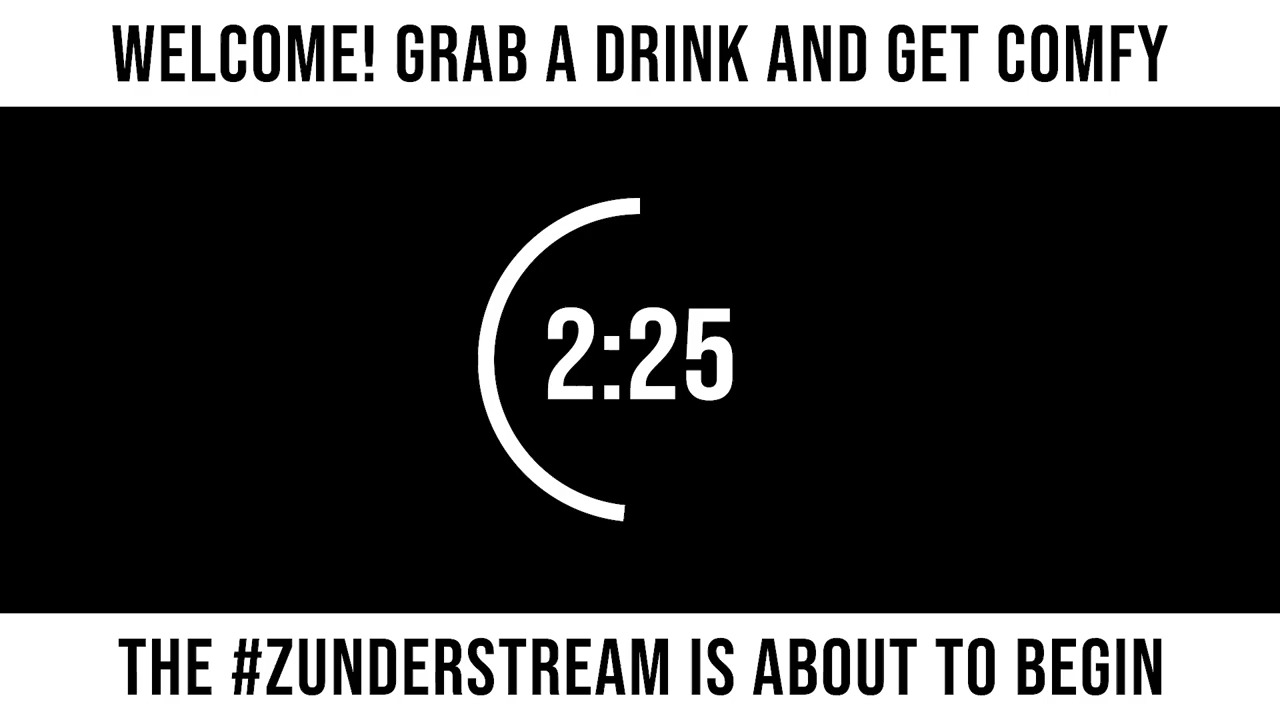 WELCOME! GRAB A DRINK AND GET COMFY
2:25
THE #ZUNDERSTREAM IS ABOUT TO BEGIN